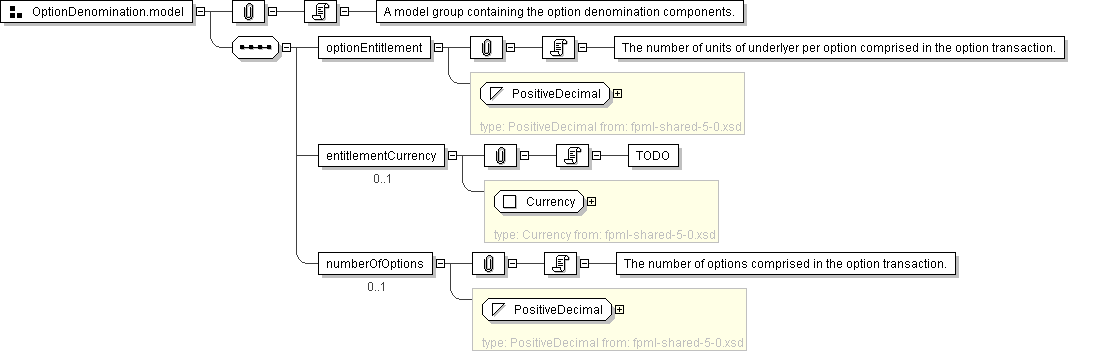 OptionDenomination.model
A model group containing the option denomination components.
optionEntitlement
The number of units of underlyer per option comprised in the option transaction.
PositiveDecimal
type: PositiveDecimal from: fpml-shared-5-0.xsd
entitlementCurrency
TODO
0..1
Currency
type: Currency from: fpml-shared-5-0.xsd
numberOfOptions
The number of options comprised in the option transaction.
0..1
PositiveDecimal
type: PositiveDecimal from: fpml-shared-5-0.xsd